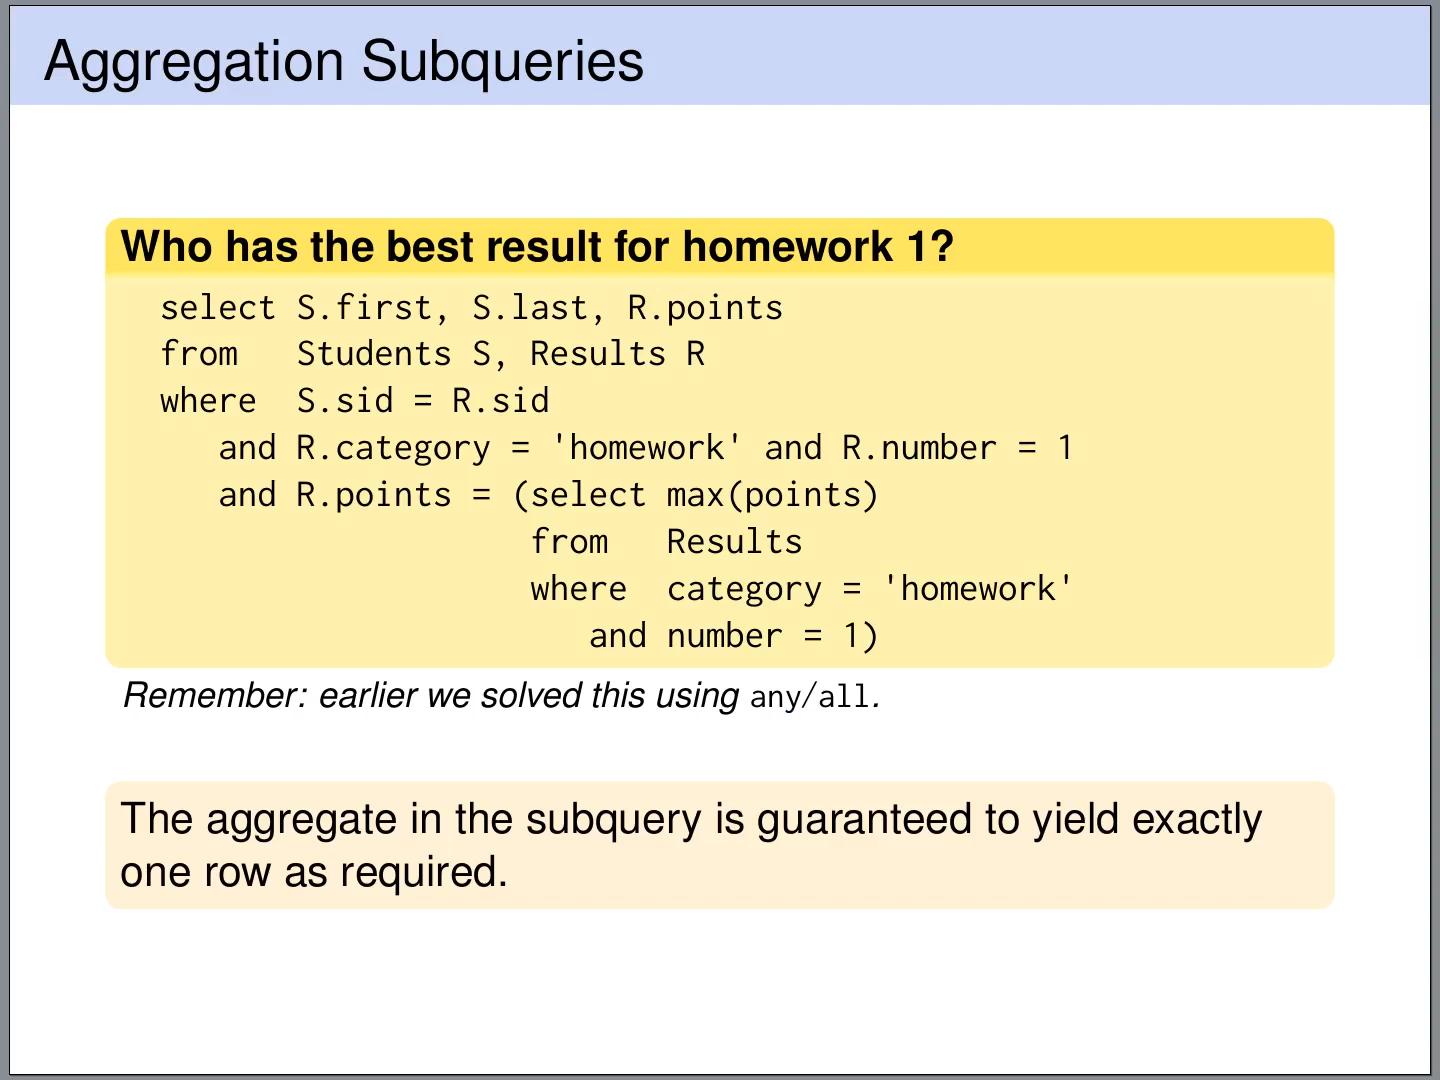 Aggregation Subqueries
Who has the best result for homework 1?
select S.first, S.last, R.points
from   Students S, Results R
where  S.sid = R.sid
   and R.category = 'homework' and R.number = 1
   and R.points = (select max(points)
                   from   Results
                   where  category = 'homework'
                      and number = 1)
Remember: earlier we solved this using any/all.
The aggregate in the subquery is guaranteed to yield exactly
one row as required.